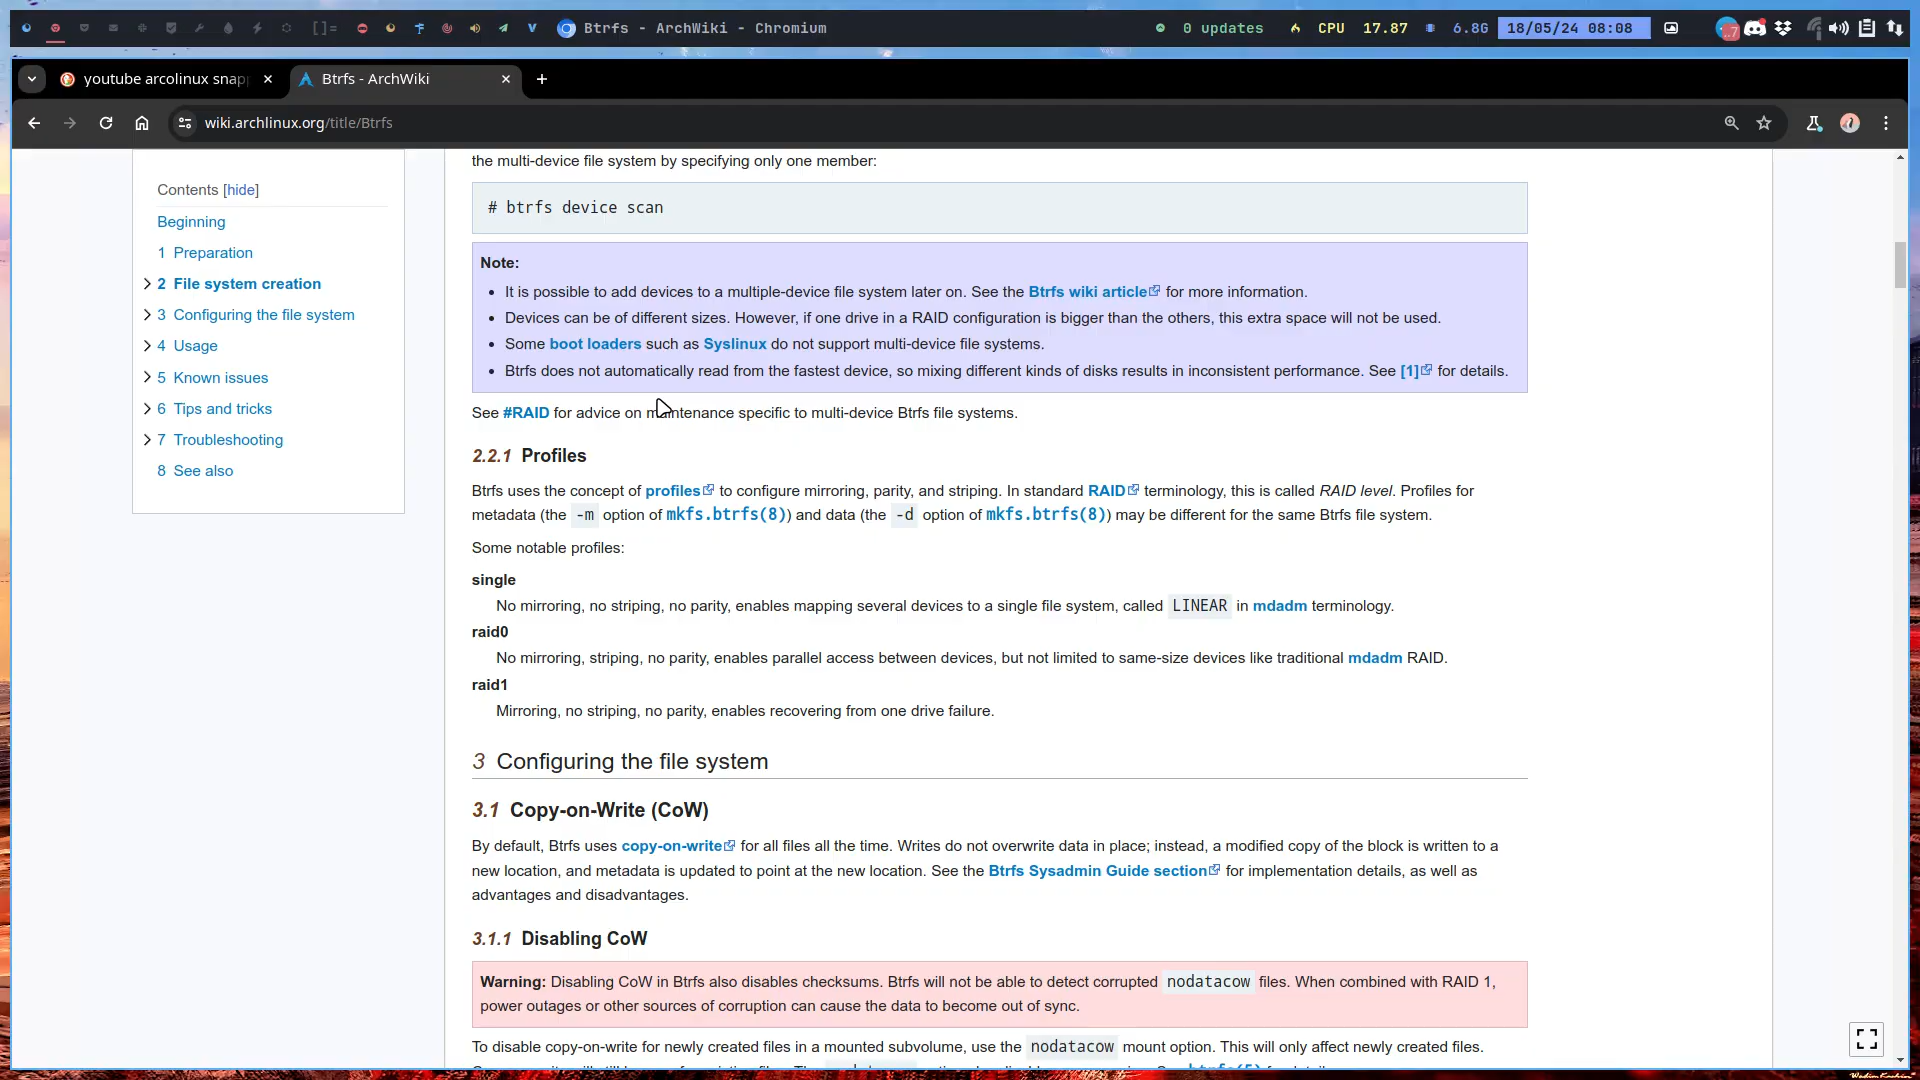 []=
V
Btrfs - ArchWiki - Chromium
0 updates
CPU 17.87
6.8G
18/05/24 08:08
youtube arcolinux snap
Btrfs - ArchWiki
wiki.archlinux.org/title/Btrfs
Contents [hide]
Beginning
1 Preparation
2 File system creation
3 Configuring the file system
4 Usage
5 Known issues
6 Tips and tricks
7 Troubleshooting
8 See also
the multi-device file system by specifying only one member:
# btrfs device scan
Note:
It is possible to add devices to a multiple-device file system later on. See the Btrfs wiki article for more information.
Devices can be of different sizes. However, if one drive in a RAID configuration is bigger than the others, this extra space will not be used.
Some boot loaders such as Syslinux do not support multi-device file systems.
Btrfs does not automatically read from the fastest device, so mixing different kinds of disks results in inconsistent performance. See [1] for details.
See #RAID for advice on maintenance specific to multi-device Btrfs file systems.
2.2.1 Profiles
Btrfs uses the concept of profiles to configure mirroring, parity, and striping. In standard RAID terminology, this is called RAID level. Profiles for
metadata (the -m option of mkfs.btrfs(8)) and data (the -d option of mkfs.btrfs(8)) may be different for the same Btrfs file system.
Some notable profiles:
single
No mirroring, no striping, no parity, enables mapping several devices to a single file system, called LINEAR in mdadm terminology.
raid0
No mirroring, striping, no parity, enables parallel access between devices, but not limited to same-size devices like traditional mdadm RAID.
raid1
Mirroring, no striping, no parity, enables recovering from one drive failure.
3 Configuring the file system
3.1 Copy-on-Write (CoW)
By default, Btrfs uses copy-on-write for all files all the time. Writes do not overwrite data in place; instead, a modified copy of the block is written to a
new location, and metadata is updated to point at the new location. See the Btrfs Sysadmin Guide section for implementation details, as well as
advantages and disadvantages.
3.1.1 Disabling CoW
Warning: Disabling CoW in Btrfs also disables checksums. Btrfs will not be able to detect corrupted nodatacow files. When combined with RAID 1,
power outages or other sources of corruption can cause the data to become out of sync.
To disable copy-on-write for newly created files in a mounted subvolume, use the nodatacow mount option. This will only affect newly created files.